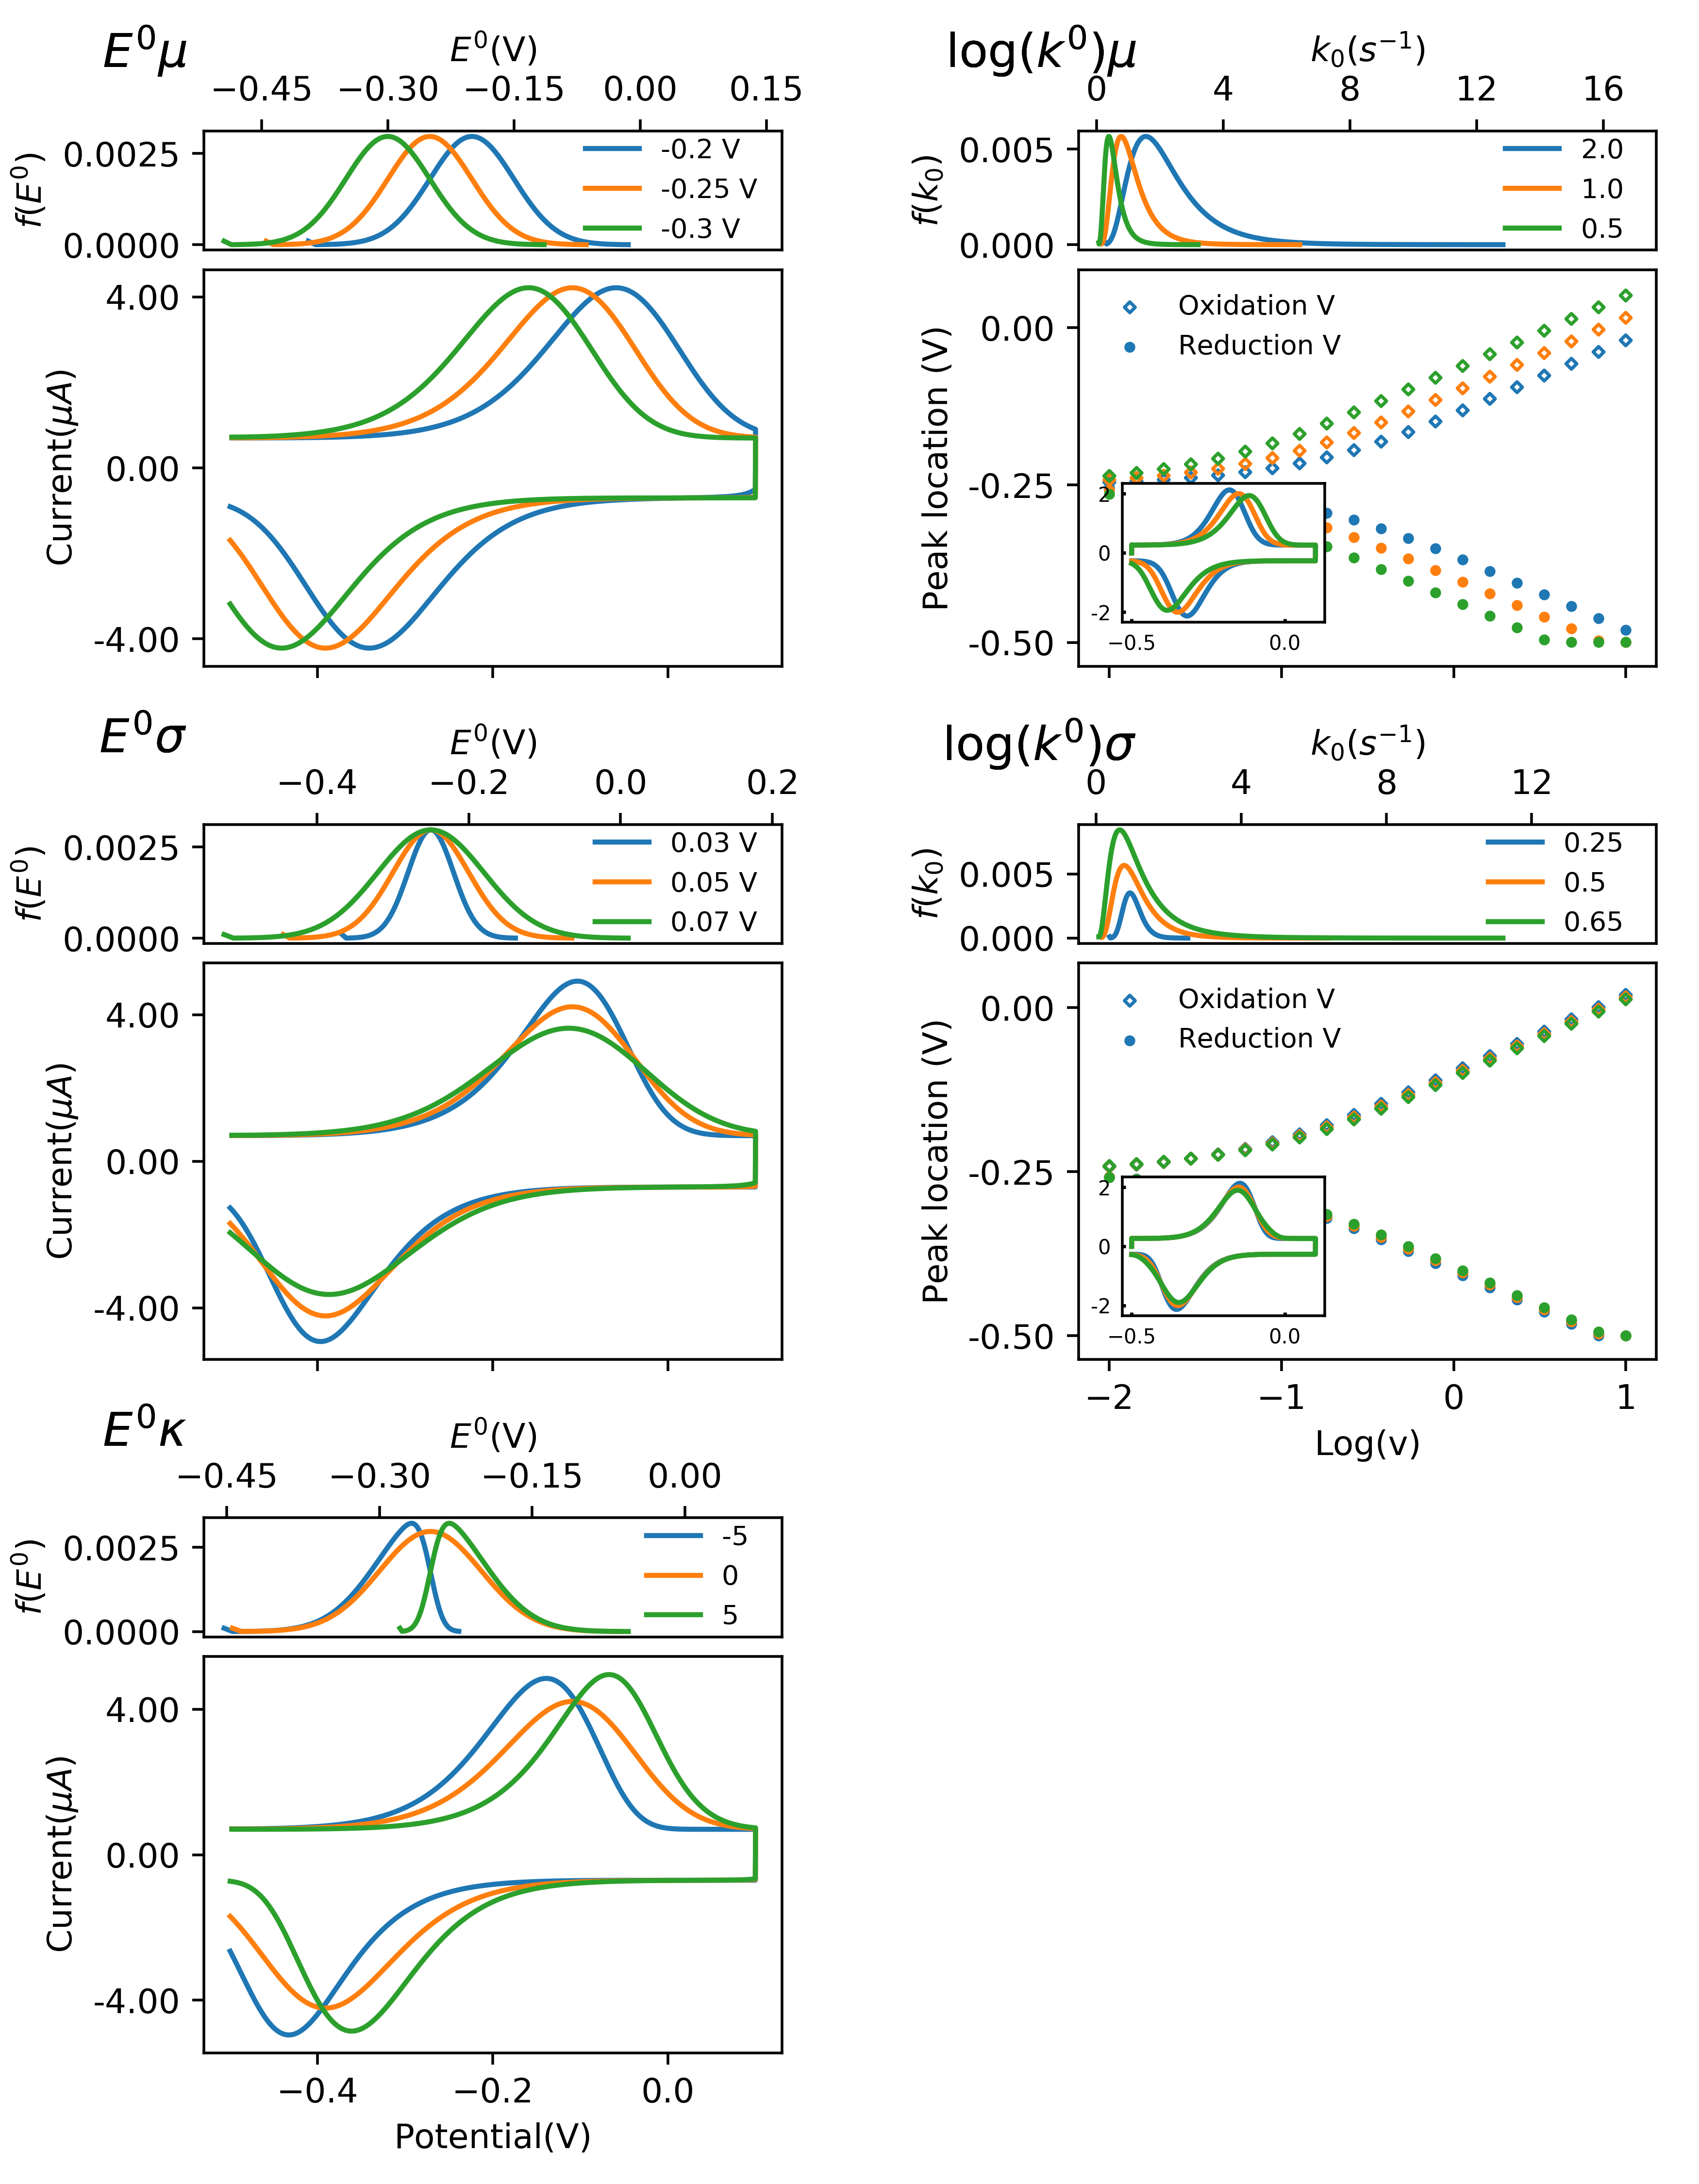 E⁰μ
E⁰(V)
−0.45 −0.30 −0.15 0.00 0.15
f(E⁰)
0.0025
0.0000
-0.2 V
-0.25 V
-0.3 V
Current(μA)
4.00
0.00
-4.00
log(k⁰)μ
k₀(s⁻¹)
0 4 8 12 16
f(k₀)
0.005
0.000
2.0
1.0
0.5
Peak location (V)
0.00
-0.25
-0.50
Oxidation V
Reduction V
2
0
-2
−0.5 0.0
E⁰σ
E⁰(V)
−0.4 −0.2 0.0 0.2
f(E⁰)
0.0025
0.0000
0.03 V
0.05 V
0.07 V
Current(μA)
4.00
0.00
-4.00
log(k⁰)σ
k₀(s⁻¹)
0 4 8 12
f(k₀)
0.005
0.000
0.25
0.5
0.65
Peak location (V)
0.00
-0.25
-0.50
Oxidation V
Reduction V
2
0
-2
−0.5 0.0
−2 −1 0 1
Log(v)
E⁰κ
E⁰(V)
−0.45 −0.30 −0.15 0.00
f(E⁰)
0.0025
0.0000
-5
0
5
Current(μA)
4.00
0.00
-4.00
−0.4 −0.2 0.0
Potential(V)